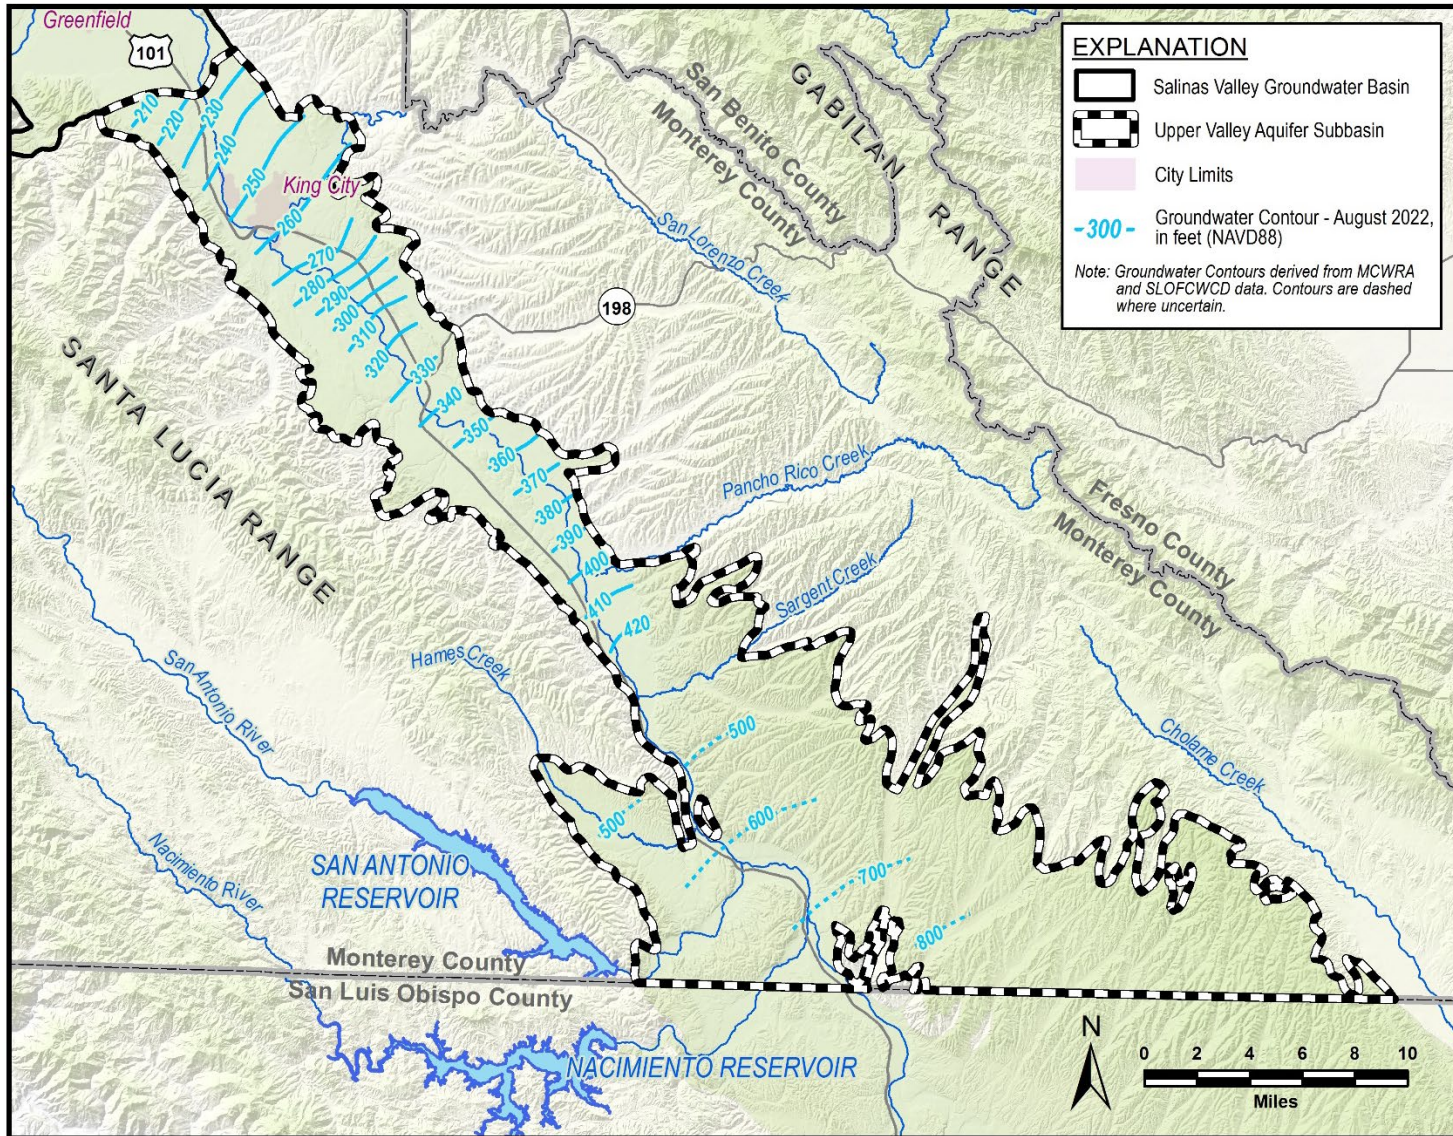 Greenfield
101
EXPLANATION
Salinas Valley Groundwater Basin
Upper Valley Aquifer Subbasin
City Limits
-300-
Groundwater Contour - August 2022,
in feet (NAVD88)
Note: Groundwater Contours derived from MCWRA
and SLOFCWCD data. Contours are dashed
where uncertain.
GABILAN RANGE
San Benito County
Monterey County
San Lorenzo Creek
198
King City
210
220
230
240
250
260
270
280
290
300
310
320
330
340
350
360
370
380
390
400
410
420
SANTA LUCIA RANGE
Pancho Rico Creek
Fresno County
Monterey County
Sargent Creek
Hames Creek
San Antonio River
Nacimiento River
Cholame Creek
500
500
600
700
800
SAN ANTONIO
RESERVOIR
Monterey County
San Luis Obispo County
NACIMIENTO RESERVOIR
N
0 2 4 6 8 10
Miles